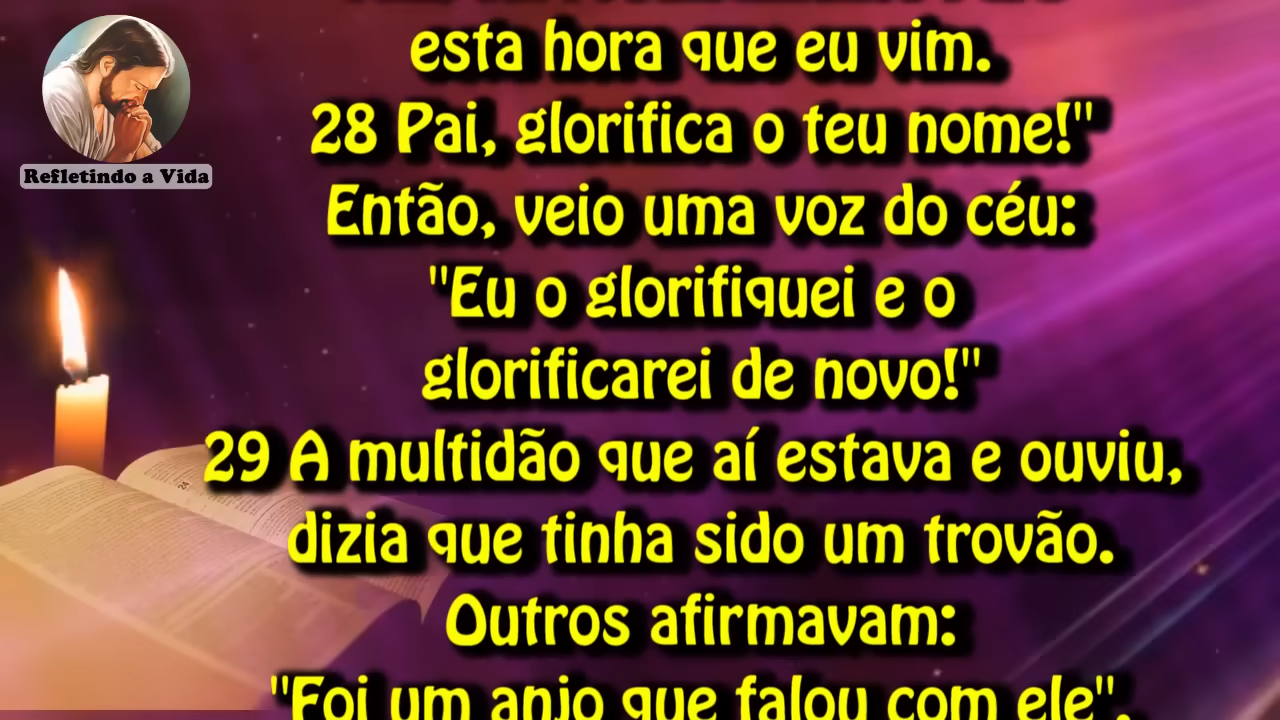 esta hora que eu vim.
28 Pai, glorifica o teu nome!"
Então, veio uma voz do céu:
"Eu o glorifiquei e o
glorificarei de novo!"
29 A multidão que aí estava e ouviu,
dizia que tinha sido um trovão.
Outros afirmavam:
"Foi um anjo que falou com ele".
Refletindo a Vida